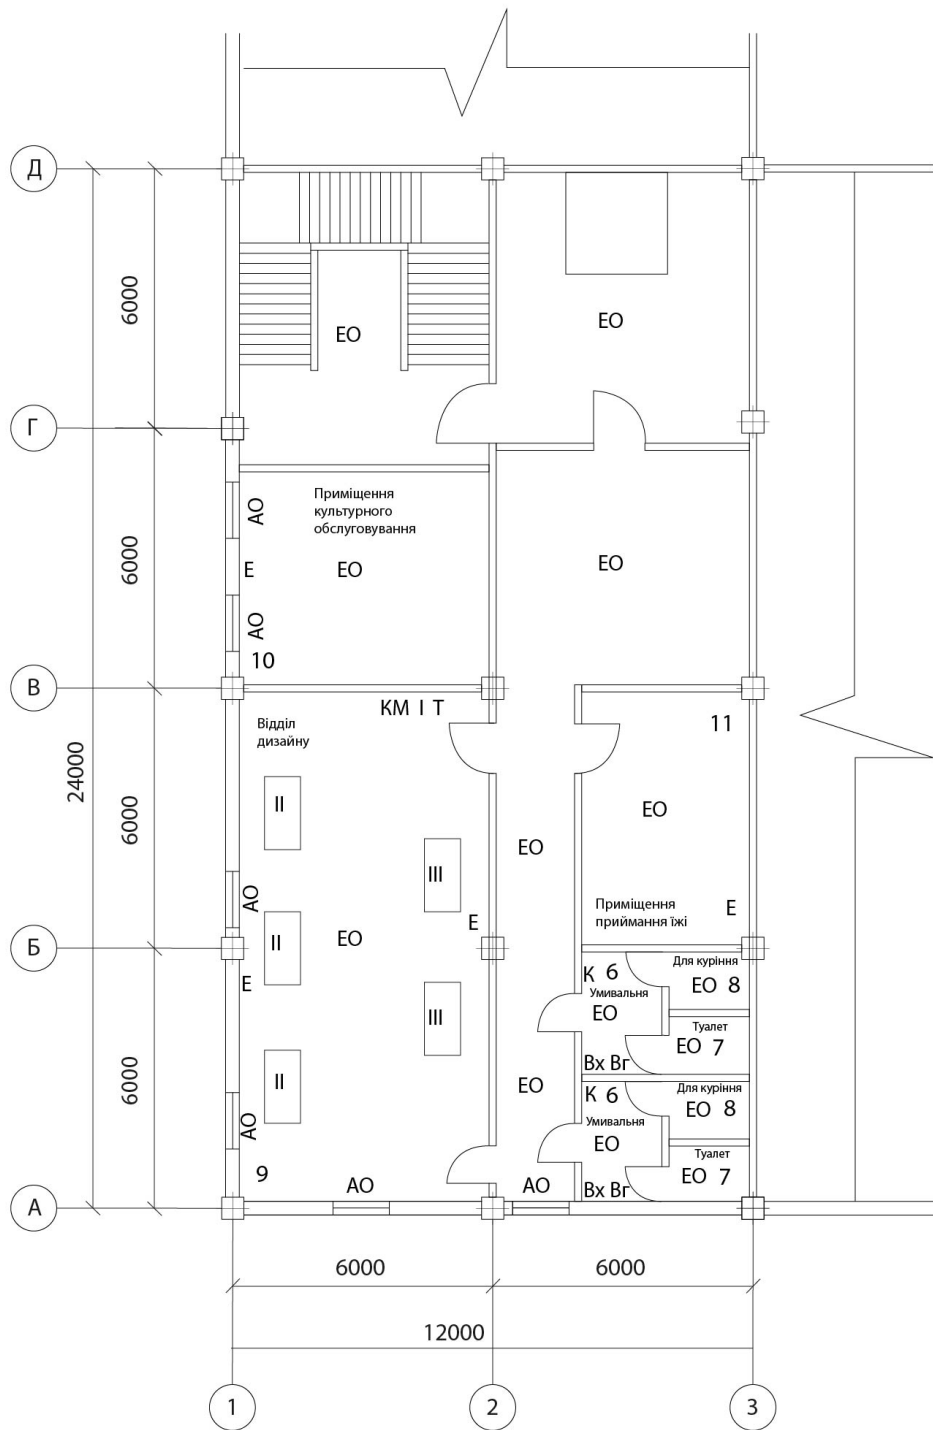 Д
6000
ЕО
ЕО
Г
Приміщення
культурного
обслуговування
АО
6000
Е
ЕО
ЕО
АО
10
В
КМ І Т
11
Відділ
дизайну
24000
ІІ
6000
ЕО
ЕО
ІІІ
АО
Приміщення
приймання їжі
Е
Е
ІІ
ЕО
Б
Для куріння
К 6
ЕО 8
Е
Умивальня
ЕО
ІІІ
Туалет
ЕО 7
6000
Вх Вг
ІІ
ЕО
Для куріння
К 6
ЕО 8
АО
Умивальня
ЕО
Туалет
9
ЕО 7
АО
АО
Вх Вг
А
6000
6000
12000
1
2
3